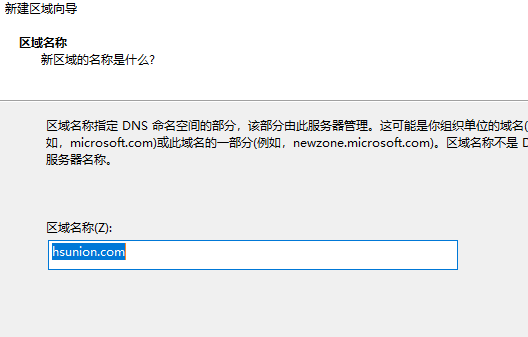 新建区域向导
区域名称
新区域的名称是什么?
区域名称指定 DNS 命名空间的部分，该部分由此服务器管理。这可能是你组织单位的域名(
如，microsoft.com)或此域名的一部分(例如，newzone.microsoft.com)。区域名称不是 D
服务器名称。
区域名称(Z):
hsunion.com